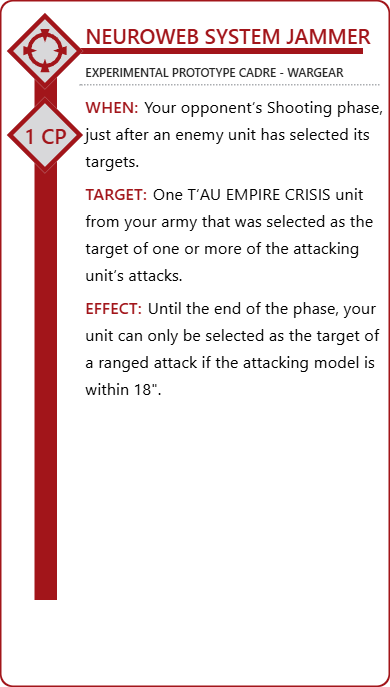 NEUROWEB SYSTEM JAMMER
EXPERIMENTAL PROTOTYPE CADRE - WARGEAR
1 CP
WHEN: Your opponent’s Shooting phase,
just after an enemy unit has selected its
targets.
TARGET: One T’AU EMPIRE CRISIS unit
from your army that was selected as the
target of one or more of the attacking
unit’s attacks.
EFFECT: Until the end of the phase, your
unit can only be selected as the target of
a ranged attack if the attacking model is
within 18".